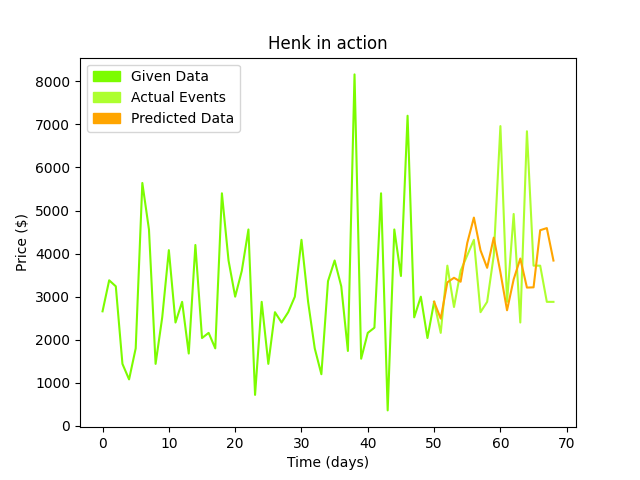 Henk in action
Given Data
Actual Events
Predicted Data
8000
7000
6000
5000
4000
3000
2000
1000
0
Price ($)
0 10 20 30 40 50 60 70
Time (days)